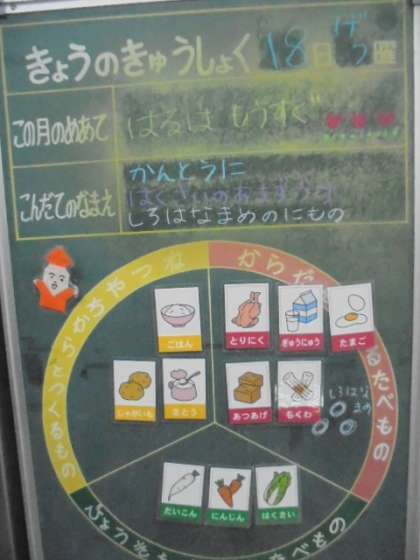 きょうのきゅうしょく 18日 げつ曜
この月のめあて はるは もうすぐ
こんだてのなまえ かんとうに
はくさいのあまずづけ
しろはなまめのにもの
からだ
るたべもの
ごはん とりにく ぎゅうにゅう たまご
じゃがいも さとう あつあげ ちくわ しろはな
まめ
だいこん にんじん はくさい